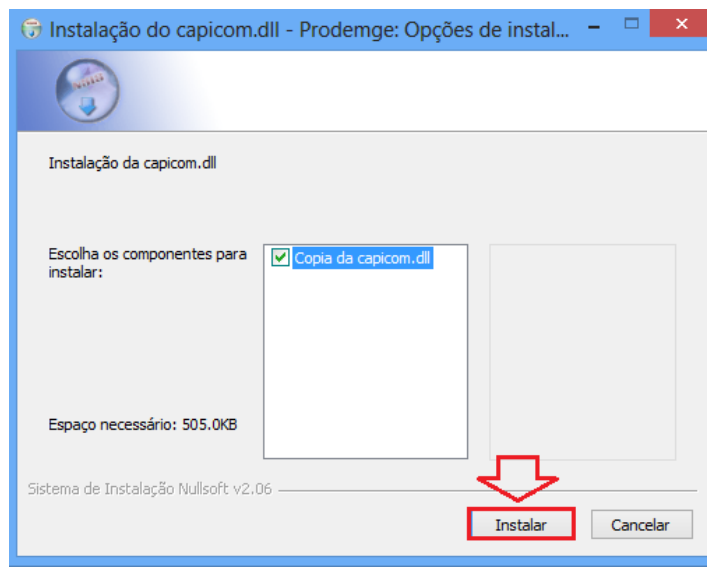 Instalação do capicom.dll - Prodemge: Opções de instal...
Instalação da capicom.dll
Escolha os componentes para
instalar:
Copia da capicom.dll
Espaço necessário: 505.0KB
Sistema de Instalação Nullsoft v2.06
Instalar
Cancelar